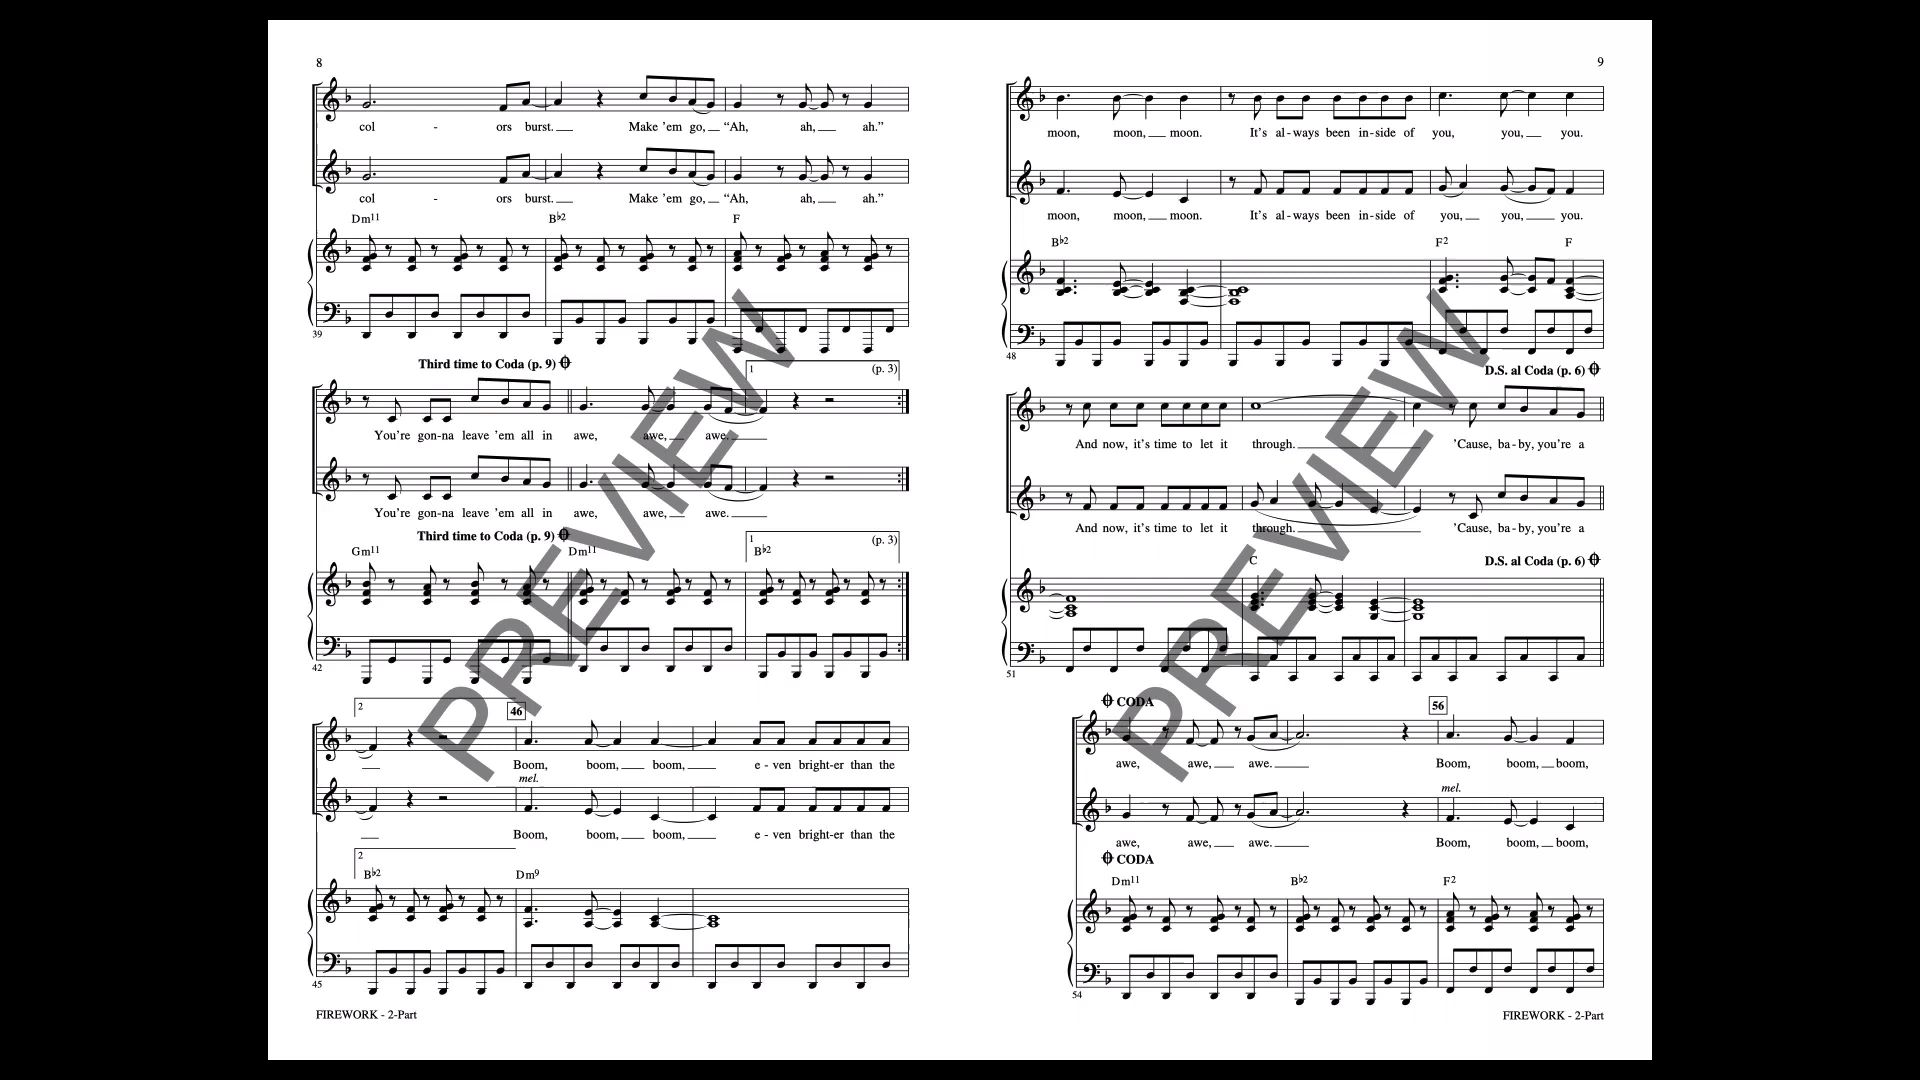 8
col - ors burst. Make 'em go, “Ah, ah, ah.”
col - ors burst. Make 'em go, “Ah, ah, ah.”
Dm11 B♭2 F
39
Third time to Coda (p. 9)
1 (p. 3)
You're gon-na leave 'em all in awe, awe, awe.
You're gon-na leave 'em all in awe, awe, awe.
Third time to Coda (p. 9)
1 (p. 3)
Gm11 Dm11 B♭2
42
2 46
Boom, boom, boom, e - ven bright-er than the
mel.
Boom, boom, boom, e - ven bright-er than the
2
B♭2 Dm9
45
FIREWORK - 2-Part
PREVIEW
9
moon, moon, moon. It's al-ways been in-side of you, you, you.
moon, moon, moon. It's al-ways been in-side of you, you, you.
B♭2 F2 F
48
D.S. al Coda (p. 6)
And now, it's time to let it through. 'Cause, ba-by, you're a
And now, it's time to let it through. 'Cause, ba-by, you're a
C D.S. al Coda (p. 6)
51
CODA 56
awe, awe, awe. Boom, boom, boom,
mel.
awe, awe, awe. Boom, boom, boom,
CODA
Dm11 B♭2 F2
54
FIREWORK - 2-Part
PREVIEW